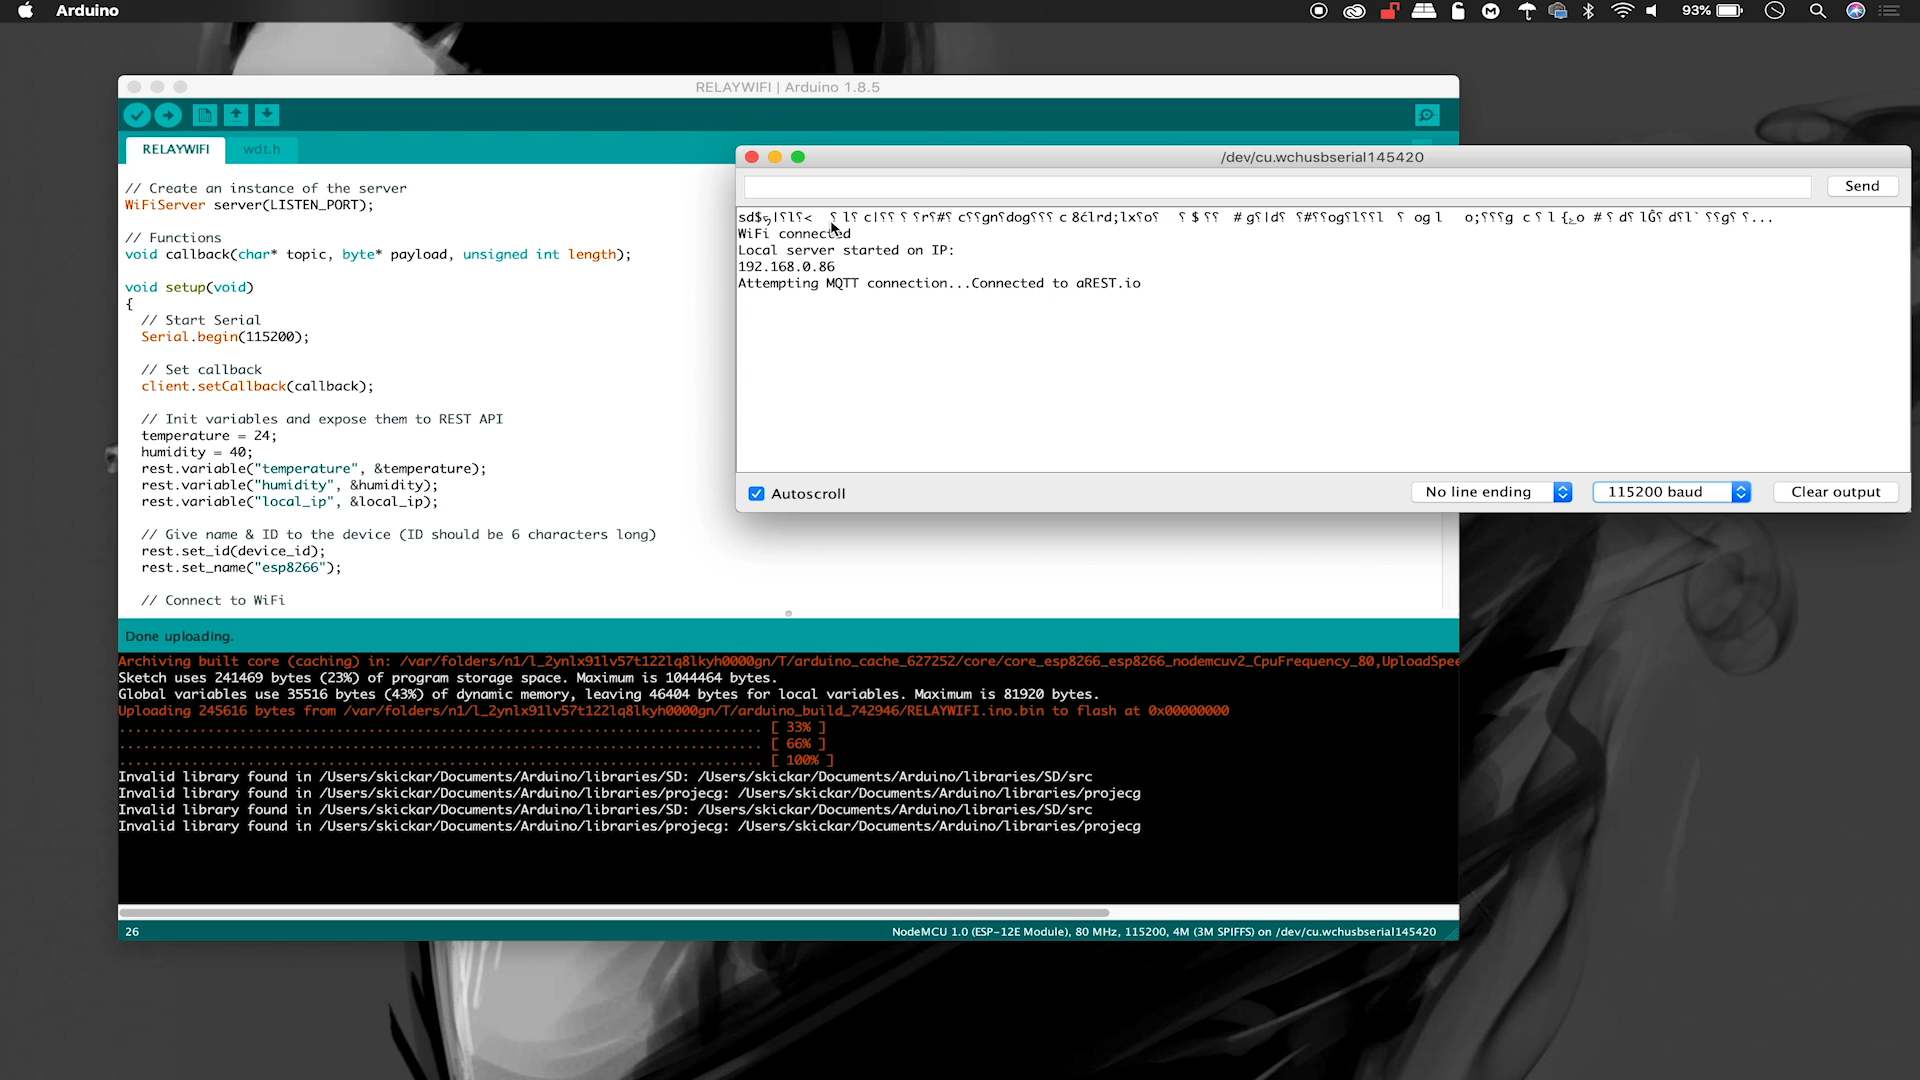 Arduino
93%
RELAYWIFI | Arduino 1.8.5
RELAYWIFI
wdt.h
// Create an instance of the server
WiFiServer server(LISTEN_PORT);
// Functions
void callback(char* topic, byte* payload, unsigned int length);
void setup(void)
{
// Start Serial
Serial.begin(115200);
// Set callback
client.setCallback(callback);
// Init variables and expose them to REST API
temperature = 24;
humidity = 40;
rest.variable("temperature", &temperature);
rest.variable("humidity", &humidity);
rest.variable("local_ip", &local_ip);
// Give name & ID to the device (ID should be 6 characters long)
rest.set_id(device_id);
rest.set_name("esp8266");
// Connect to WiFi
/dev/cu.wchusbserial145420
Send
WiFi connected
Local server started on IP:
192.168.0.86
Attempting MQTT connection...Connected to aREST.io
Autoscroll
No line ending
115200 baud
Clear output
Done uploading.
Archiving built core (caching) in: /var/folders/n1/l_2ynlx91lv57t122lq8lkyh0000gn/T/arduino_cache_627252/core/core_esp8266_esp8266_nodemcuv2_CpuFrequency_80,UploadSpee
Sketch uses 241469 bytes (23%) of program storage space. Maximum is 1044464 bytes.
Global variables use 35516 bytes (43%) of dynamic memory, leaving 46404 bytes for local variables. Maximum is 81920 bytes.
Uploading 245616 bytes from /var/folders/n1/l_2ynlx91lv57t122lq8lkyh0000gn/T/arduino_build_742946/RELAYWIFI.ino.bin to flash at 0x00000000
................................................................................ [ 33% ]
................................................................................ [ 66% ]
................................................................................ [ 100% ]
Invalid library found in /Users/skickar/Documents/Arduino/libraries/SD: /Users/skickar/Documents/Arduino/libraries/SD/src
Invalid library found in /Users/skickar/Documents/Arduino/libraries/projecg: /Users/skickar/Documents/Arduino/libraries/projecg
Invalid library found in /Users/skickar/Documents/Arduino/libraries/SD: /Users/skickar/Documents/Arduino/libraries/SD/src
Invalid library found in /Users/skickar/Documents/Arduino/libraries/projecg: /Users/skickar/Documents/Arduino/libraries/projecg
26
NodeMCU 1.0 (ESP-12E Module), 80 MHz, 115200, 4M (3M SPIFFS) on /dev/cu.wchusbserial145420